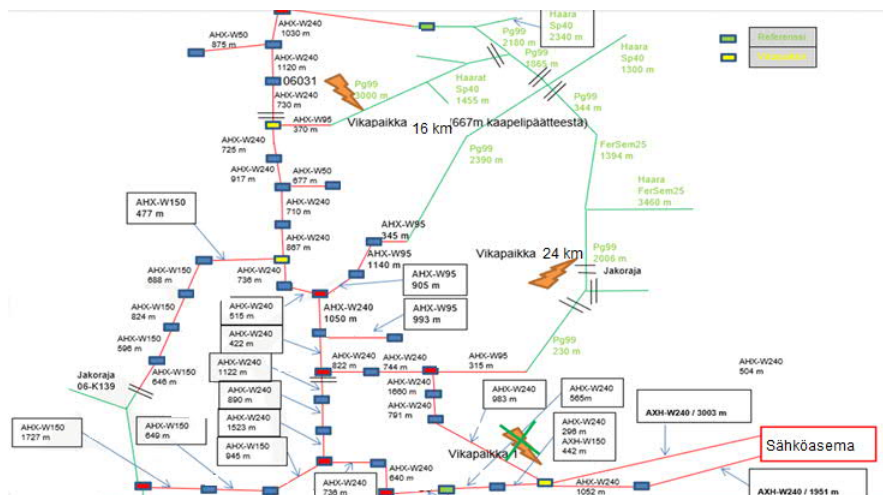 AHX-W240
1030 m
AHX-W50
875 m
AHX-W240
1120 m
06031
AHX-W240
730 m
AHX-W95
370 m
Pg99
3000 m
Haarat
Sp40
1455 m
Pg99
2180 m
Haara
Sp40
2340 m
Pg99
1065 m
Haara
Sp40
1300 m
Referenssi
Pg99
344 m
Vikapaikka 16 km (667m kaapelipäätteestä)
AHX-W240
725 m
AHX-W240
917 m
AHX-W50
677 m
Pg99
2390 m
FerSem25
1394 m
Haara
FerSem25
3460 m
AHX-W150
477 m
AHX-W240
710 m
AHX-W240
867 m
AHX-W95
345 m
AHX-W95
1140 m
Vikapaikka 24 km
Pg99
2006 m
Jakoraja
AHX-W150
688 m
AHX-W240
736 m
AHX-W95
905 m
AHX-W150
824 m
AHX-W240
515 m
AHX-W240
1050 m
AHX-W95
993 m
AHX-W150
596 m
AHX-W240
422 m
Pg99
230 m
AHX-W150
646 m
AHX-W240
1122 m
AHX-W240
822 m
AHX-W240
744 m
AHX-W95
315 m
AHX-W240
504 m
Jakoraja
06-K139
AHX-W240
890 m
AHX-W240
1660 m
AHX-W240
791 m
AHX-W240
983 m
AHX-W240
565m
AXH-W240 / 3003 m
AHX-W150
1727 m
AHX-W150
649 m
AHX-W240
1523 m
AHX-W150
946 m
AHX-W240
296 m
AXH-W150
442 m
Sähköasema
Vikapaikka 1
AHX-W240
736 m
AHX-W240
640 m
AHX-W240
1052 m
AXH-W240 / 1951 m